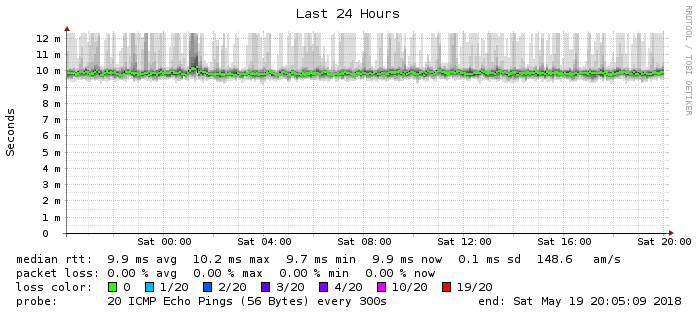 Last 24 Hours
RRDTOOL / TOBI OETIKER
Seconds
12 m
11 m
10 m
9 m
8 m
7 m
6 m
5 m
4 m
3 m
2 m
1 m
0
Sat 00:00 Sat 04:00 Sat 08:00 Sat 12:00 Sat 16:00 Sat 20:00
median rtt: 9.9 ms avg 10.2 ms max 9.7 ms min 9.9 ms now 0.1 ms sd 148.6 am/s
packet loss: 0.00 % avg 0.00 % max 0.00 % min 0.00 % now
loss color: 0 1/20 2/20 3/20 4/20 10/20 19/20
probe: 20 ICMP Echo Pings (56 Bytes) every 300s end: Sat May 19 20:05:09 2018